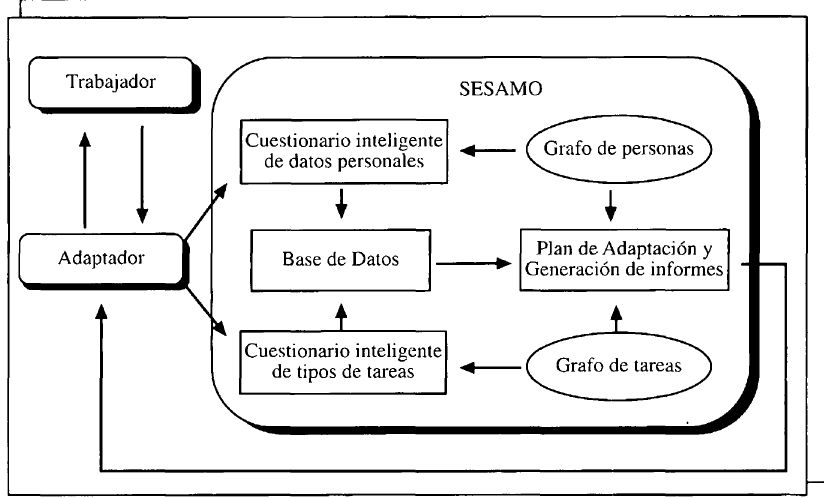 Trabajador
SESAMO
Cuestionario inteligente
de datos personales
Grafo de personas
Adaptador
Base de Datos
Plan de Adaptación y
Generación de informes
Cuestionario inteligente
de tipos de tareas
Grafo de tareas